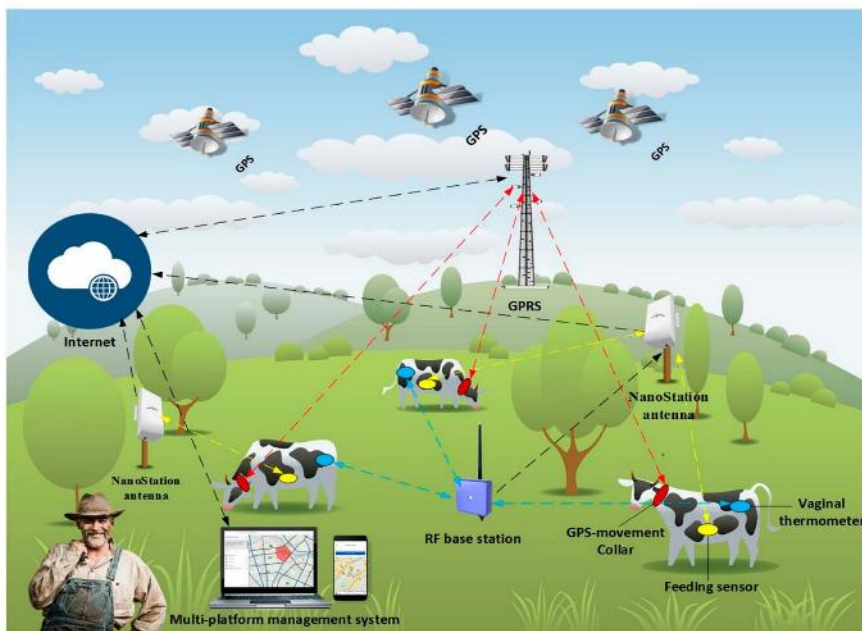 GPS
GPS
GPS
GPRS
Internet
NanoStation
antenna
NanoStation
antenna
RF base station
GPS-movement
Collar
Vaginal
thermometer
Feeding sensor
Multi-platform management system